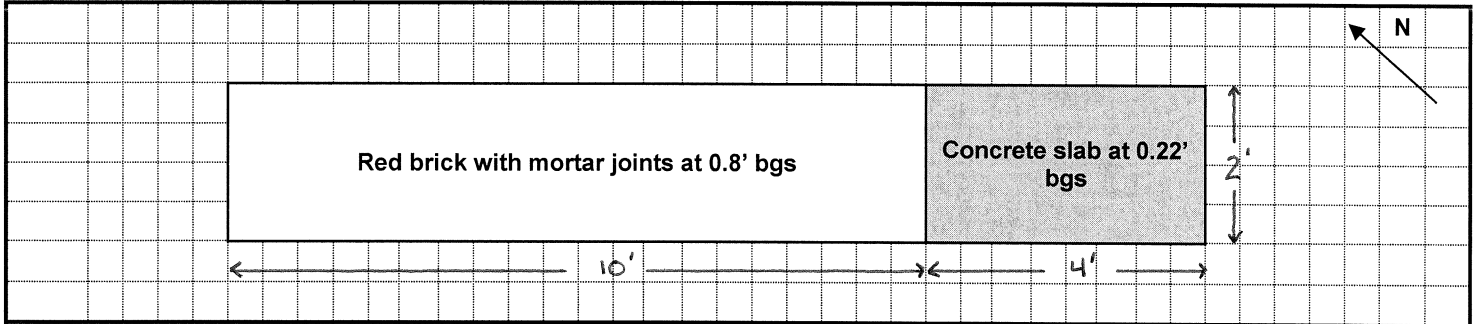 N
Red brick with mortar joints at 0.8' bgs
Concrete slab at 0.22'
bgs
2'
10'
4'